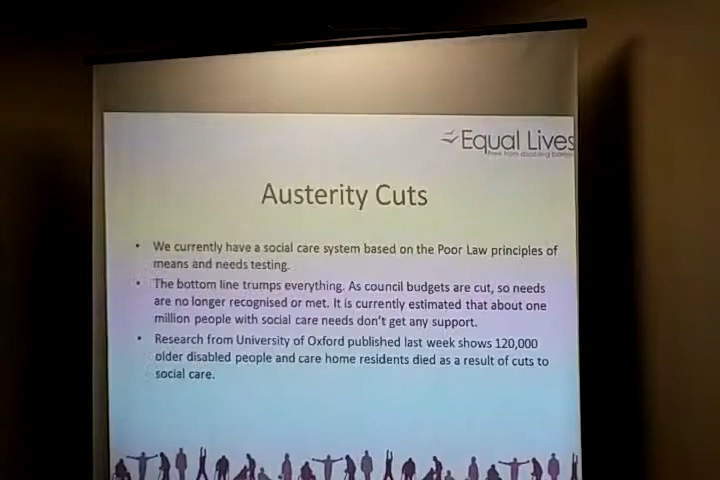 Equal Lives
free from disabling barriers
Austerity Cuts
• We currently have a social care system based on the Poor Law principles of
means and needs testing.
• The bottom line trumps everything. As council budgets are cut, so needs
are no longer recognised or met. It is currently estimated that about one
million people with social care needs don't get any support.
• Research from University of Oxford published last week shows 120,000
older disabled people and care home residents died as a result of cuts to
social care.